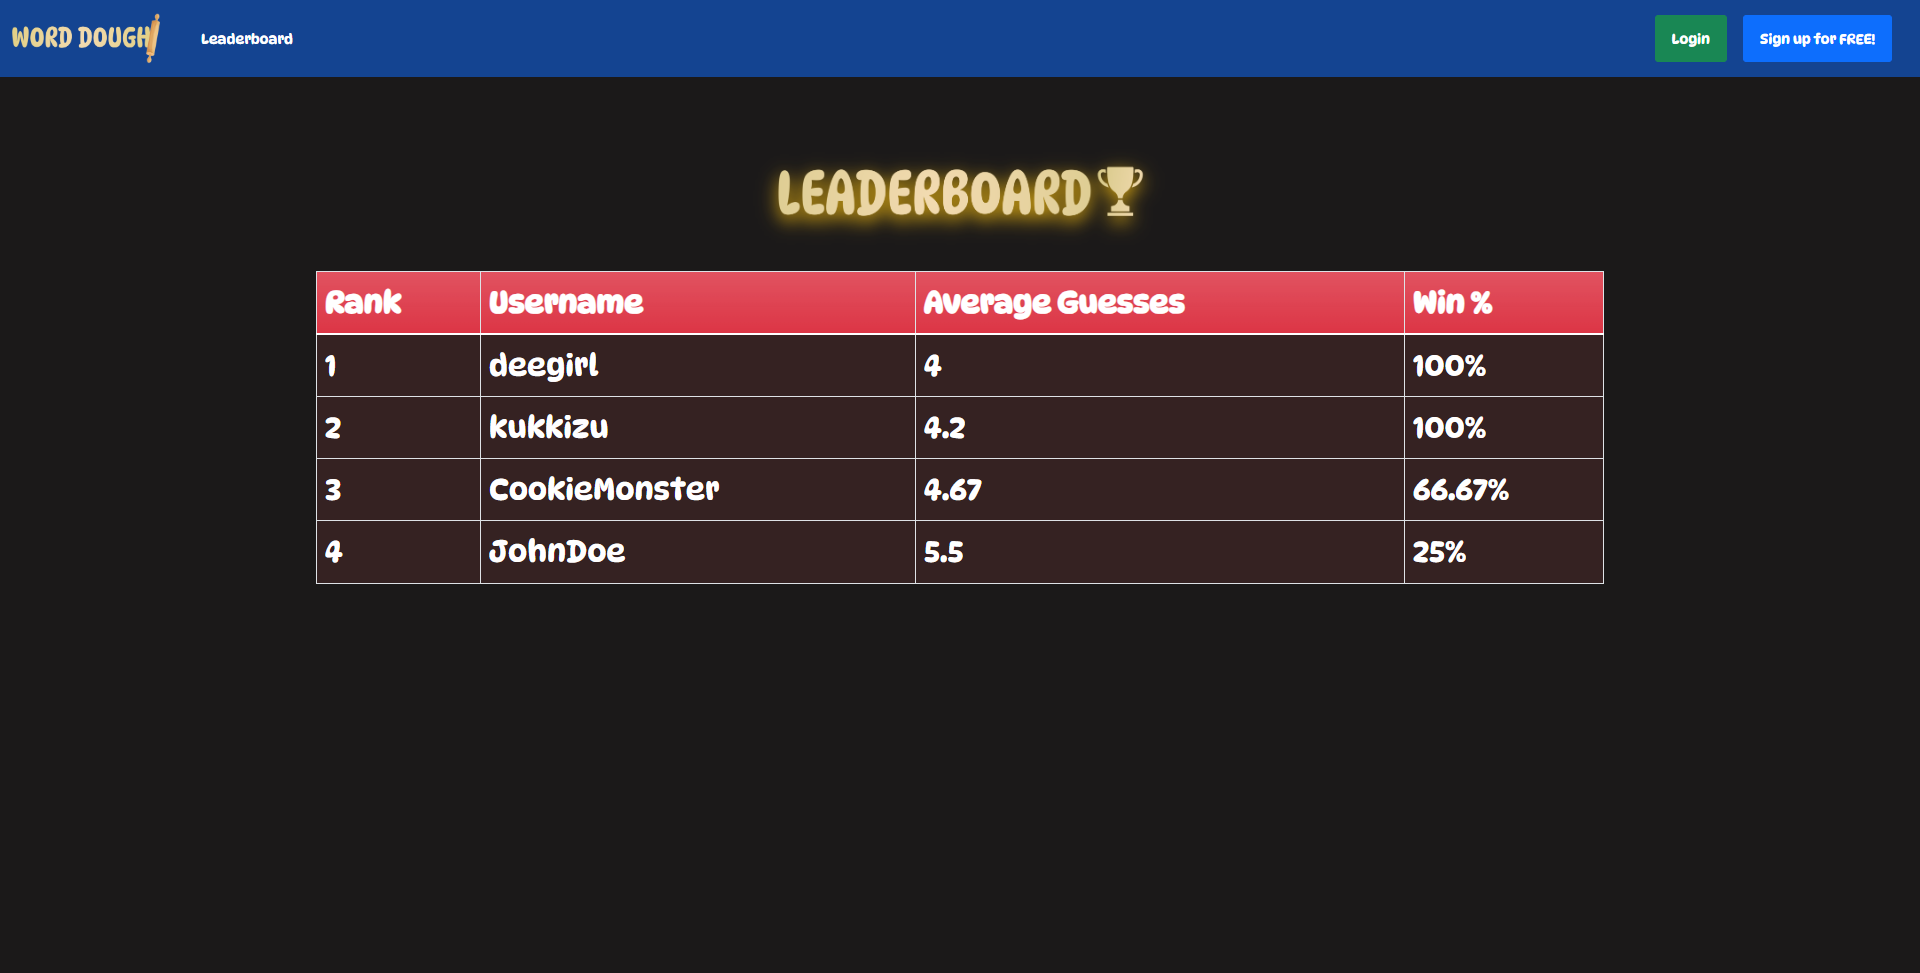 WORD DOUGH Leaderboard Login Sign up for FREE!
LEADERBOARD
Rank Username Average Guesses Win %
1 deegirl 4 100%
2 kukkizu 4.2 100%
3 CookieMonster 4.67 66.67%
4 JohnDoe 5.5 25%